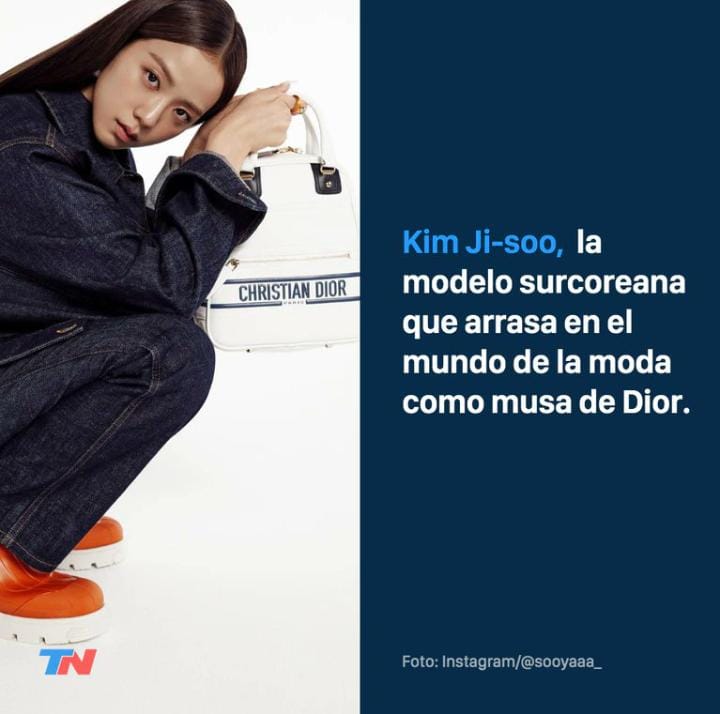 CHRISTIAN DIOR
PARIS
Kim Ji-soo, la
modelo surcoreana
que arrasa en el
mundo de la moda
como musa de Dior.
TN
Foto: Instagram/@sooyaaa_